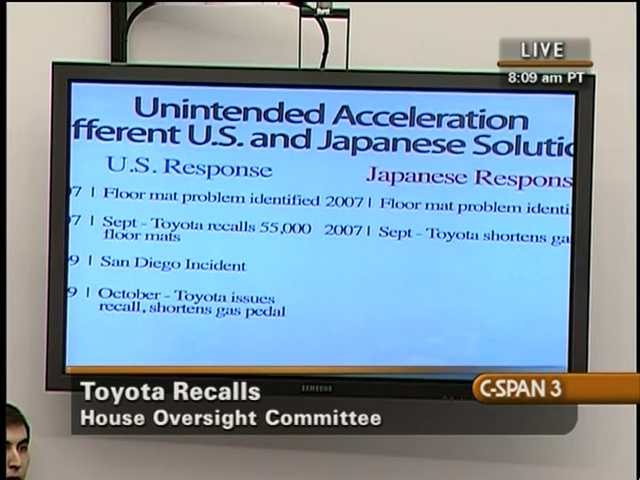 LIVE
8:09 am PT
Unintended Acceleration
fferent U.S. and Japanese Solutio
U.S. Response
Japanese Respons
7 | Floor mat problem identified
2007 | Floor mat problem identi
7 | Sept - Toyota recalls 55,000
floor mats
2007 | Sept - Toyota shortens ga
9 | San Diego Incident
9 | October - Toyota issues
recall, shortens gas pedal
SAMSUNG
Toyota Recalls
C-SPAN 3
House Oversight Committee